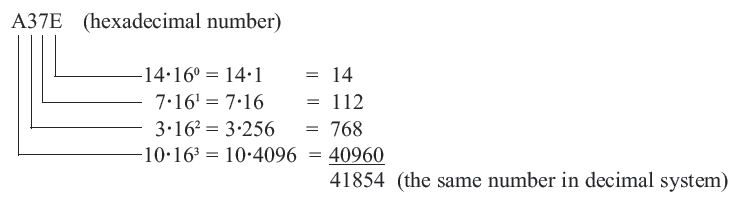 A37E (hexadecimal number)
14·16⁰ = 14·1 = 14
7·16¹ = 7·16 = 112
3·16² = 3·256 = 768
10·16³ = 10·4096 = 40960
41854 (the same number in decimal system)